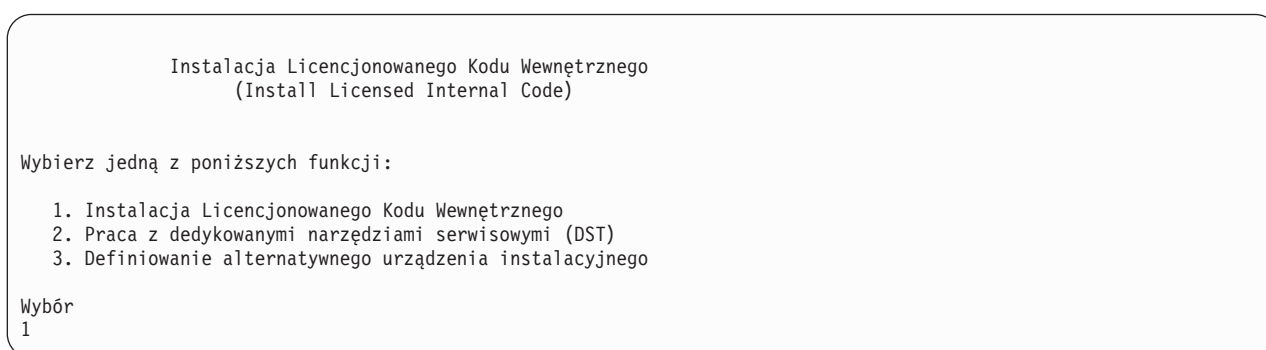 Instalacja Licencjonowanego Kodu Wewnętrznego
(Install Licensed Internal Code)
Wybierz jedną z poniższych funkcji:
1. Instalacja Licencjonowanego Kodu Wewnętrznego
2. Praca z dedykowanymi narzędziami serwisowymi (DST)
3. Definiowanie alternatywnego urządzenia instalacyjnego
Wybór
1